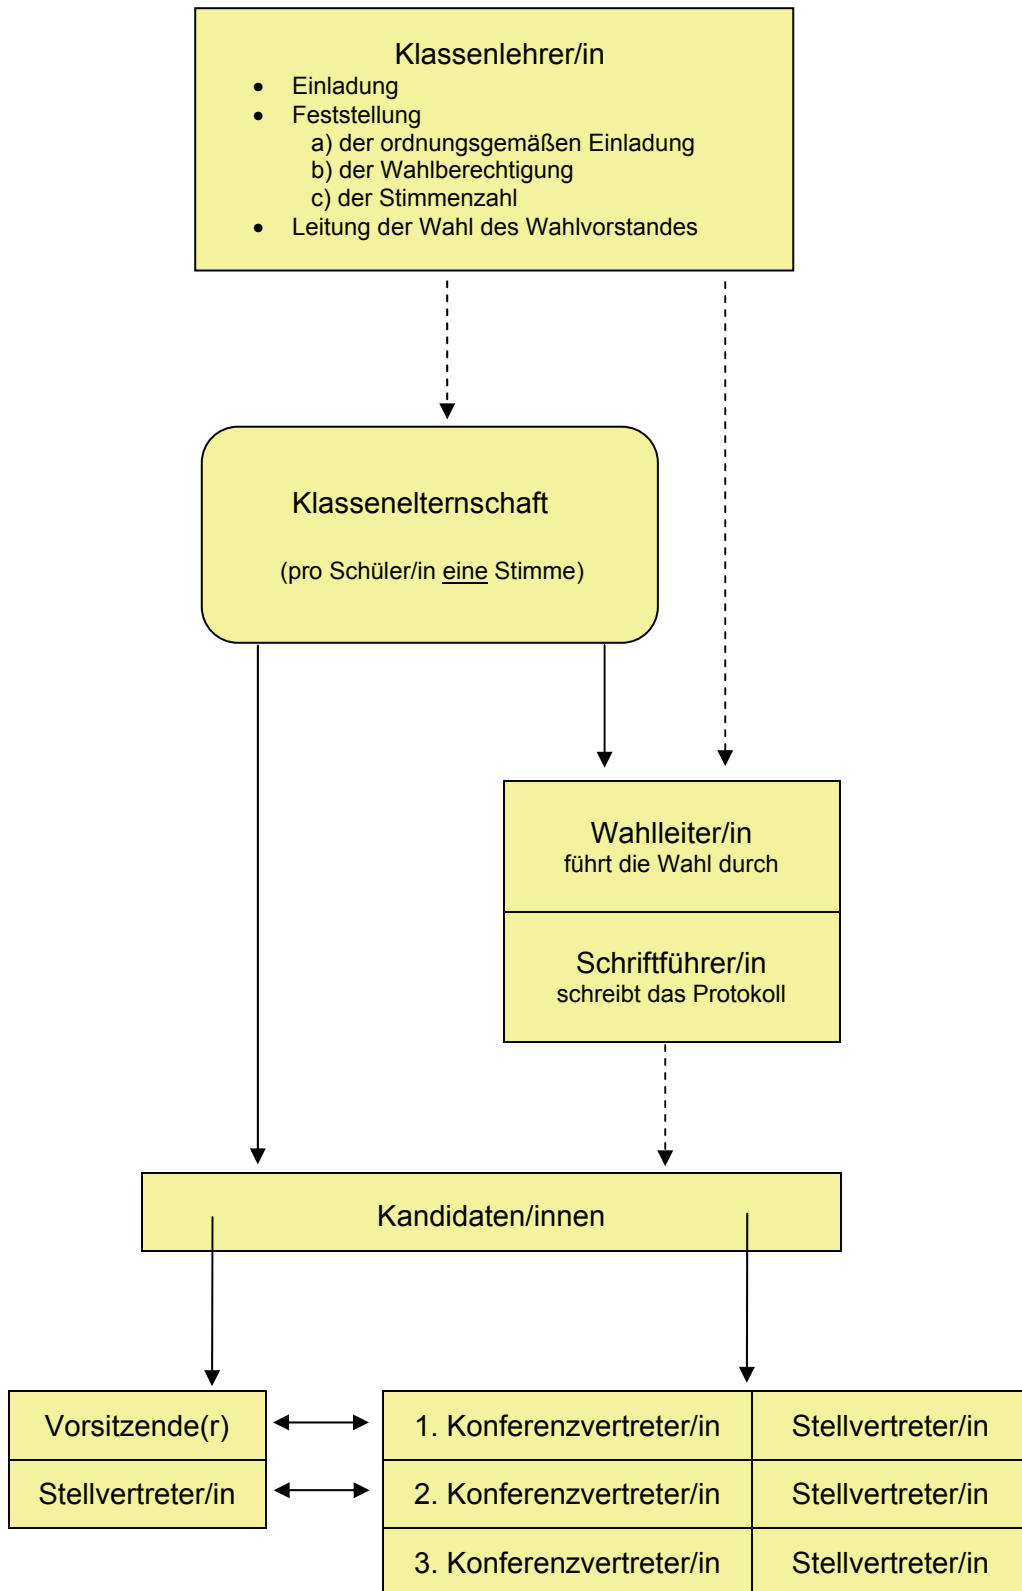 Klassenlehrer/in
• Einladung
• Feststellung
a) der ordnungsgemäßen Einladung
b) der Wahlberechtigung
c) der Stimmenzahl
• Leitung der Wahl des Wahlvorstandes
Klassenelternschaft
(pro Schüler/in eine Stimme)
Wahlleiter/in
führt die Wahl durch
Schriftführer/in
schreibt das Protokoll
Kandidaten/innen
Vorsitzende(r)
Stellvertreter/in
1. Konferenzvertreter/in Stellvertreter/in
2. Konferenzvertreter/in Stellvertreter/in
3. Konferenzvertreter/in Stellvertreter/in